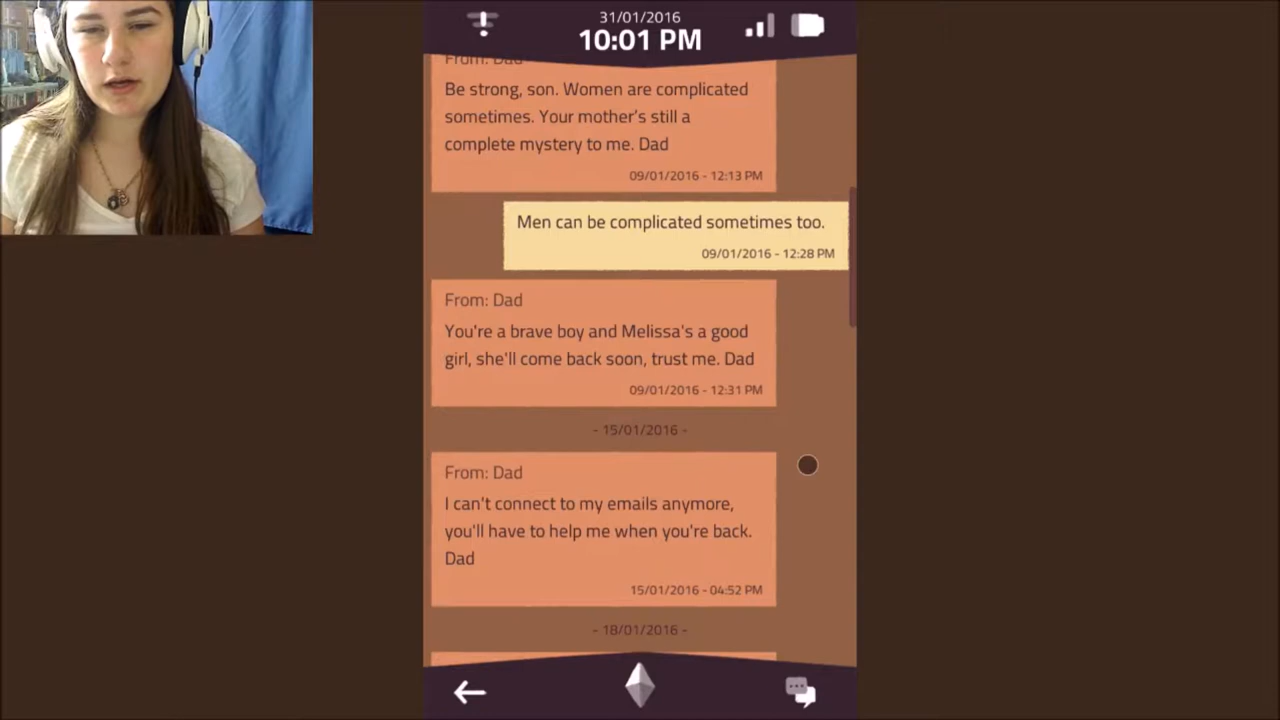 31/01/2016
10:01 PM
From: Dad
Be strong, son. Women are complicated
sometimes. Your mother's still a
complete mystery to me. Dad
09/01/2016 - 12:13 PM
Men can be complicated sometimes too.
09/01/2016 - 12:28 PM
From: Dad
You're a brave boy and Melissa's a good
girl, she'll come back soon, trust me. Dad
09/01/2016 - 12:31 PM
- 15/01/2016 -
From: Dad
I can't connect to my emails anymore,
you'll have to help me when you're back.
Dad
15/01/2016 - 04:52 PM
- 18/01/2016 -